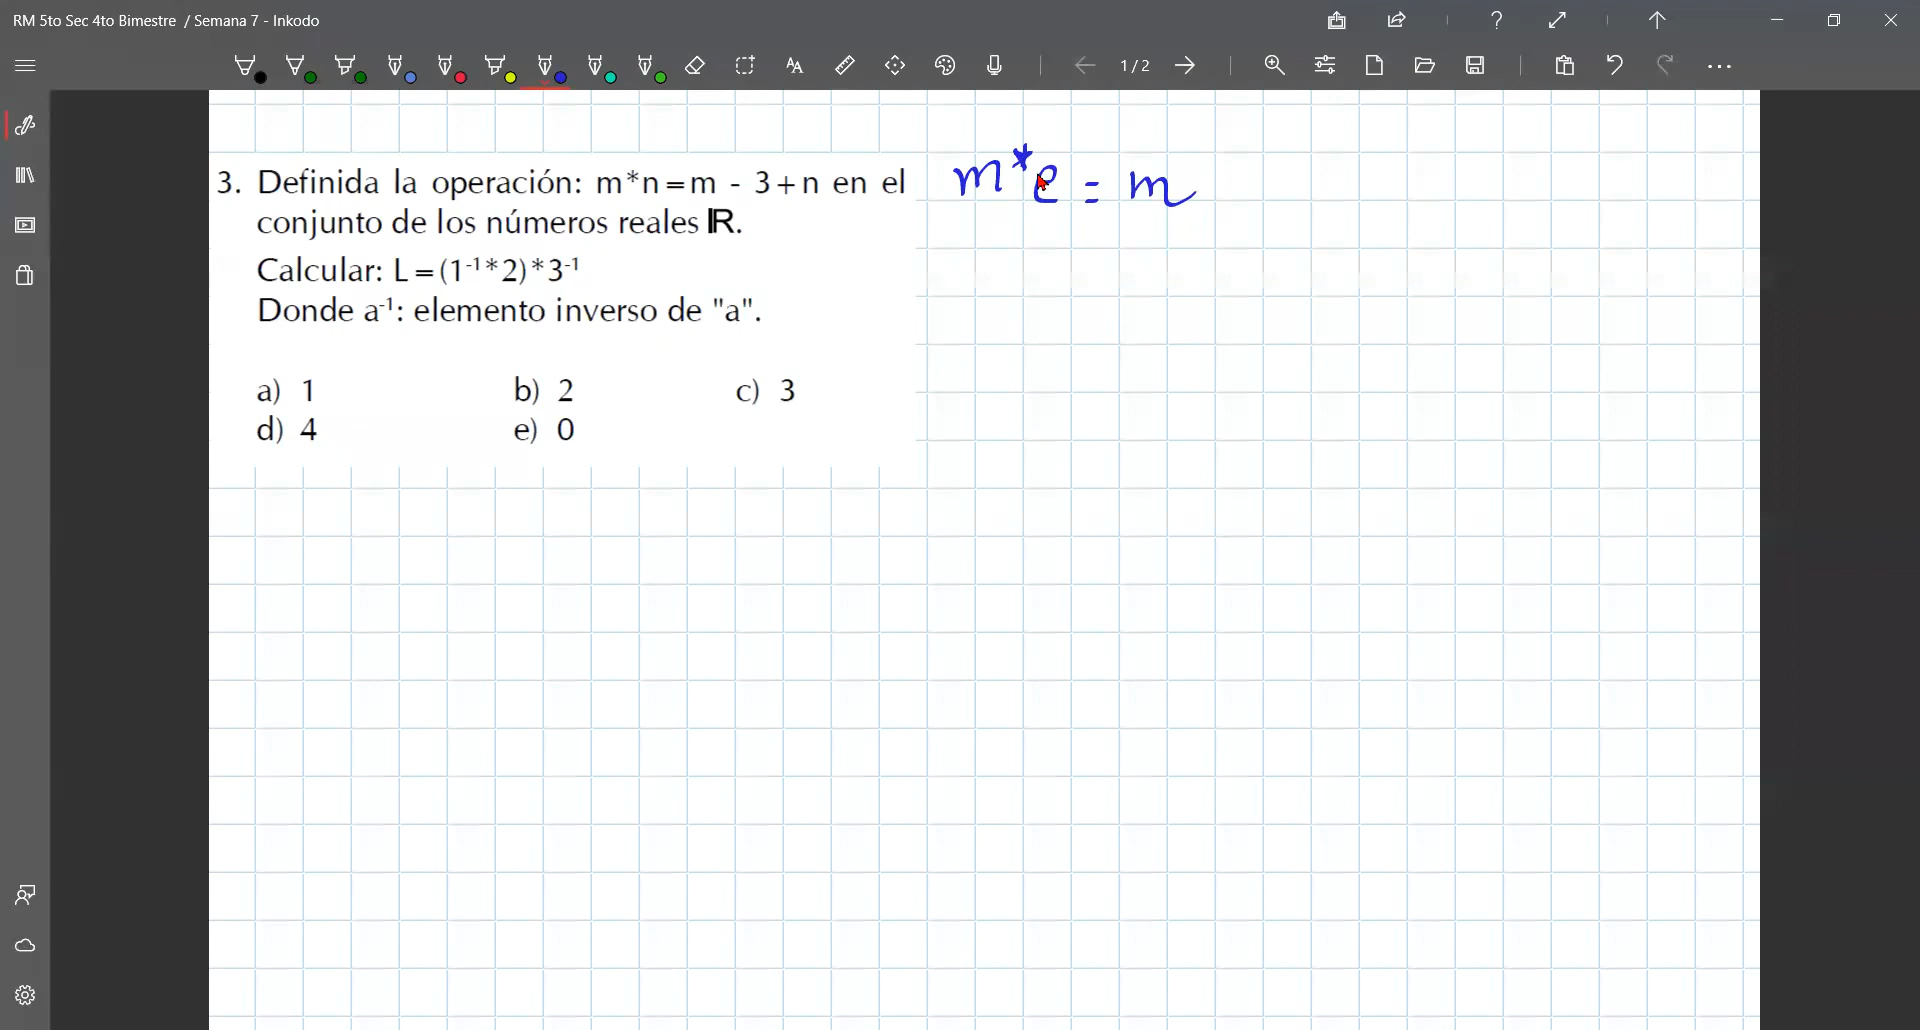 RM 5to Sec 4to Bimestre / Semana 7 - Inkodo
1 / 2
3. Definida la operación: m*n=m - 3+n en el
conjunto de los números reales ℝ.
Calcular: L=(1⁻¹*2)*3⁻¹
Donde a⁻¹: elemento inverso de "a".
a) 1 b) 2 c) 3
d) 4 e) 0
m*e = m